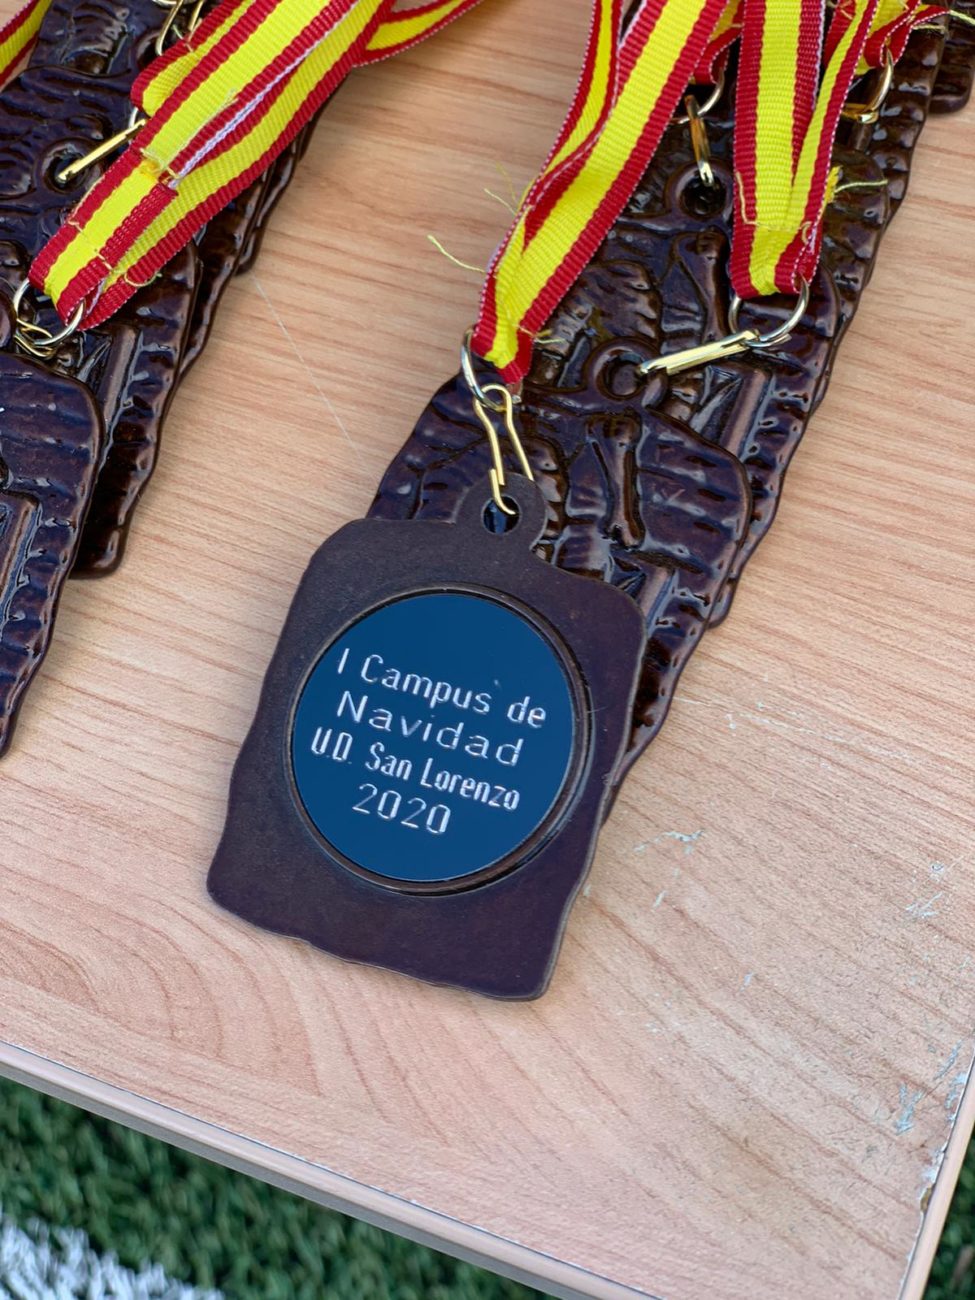 I Campus de
Navidad
U.D. San Lorenzo
2020